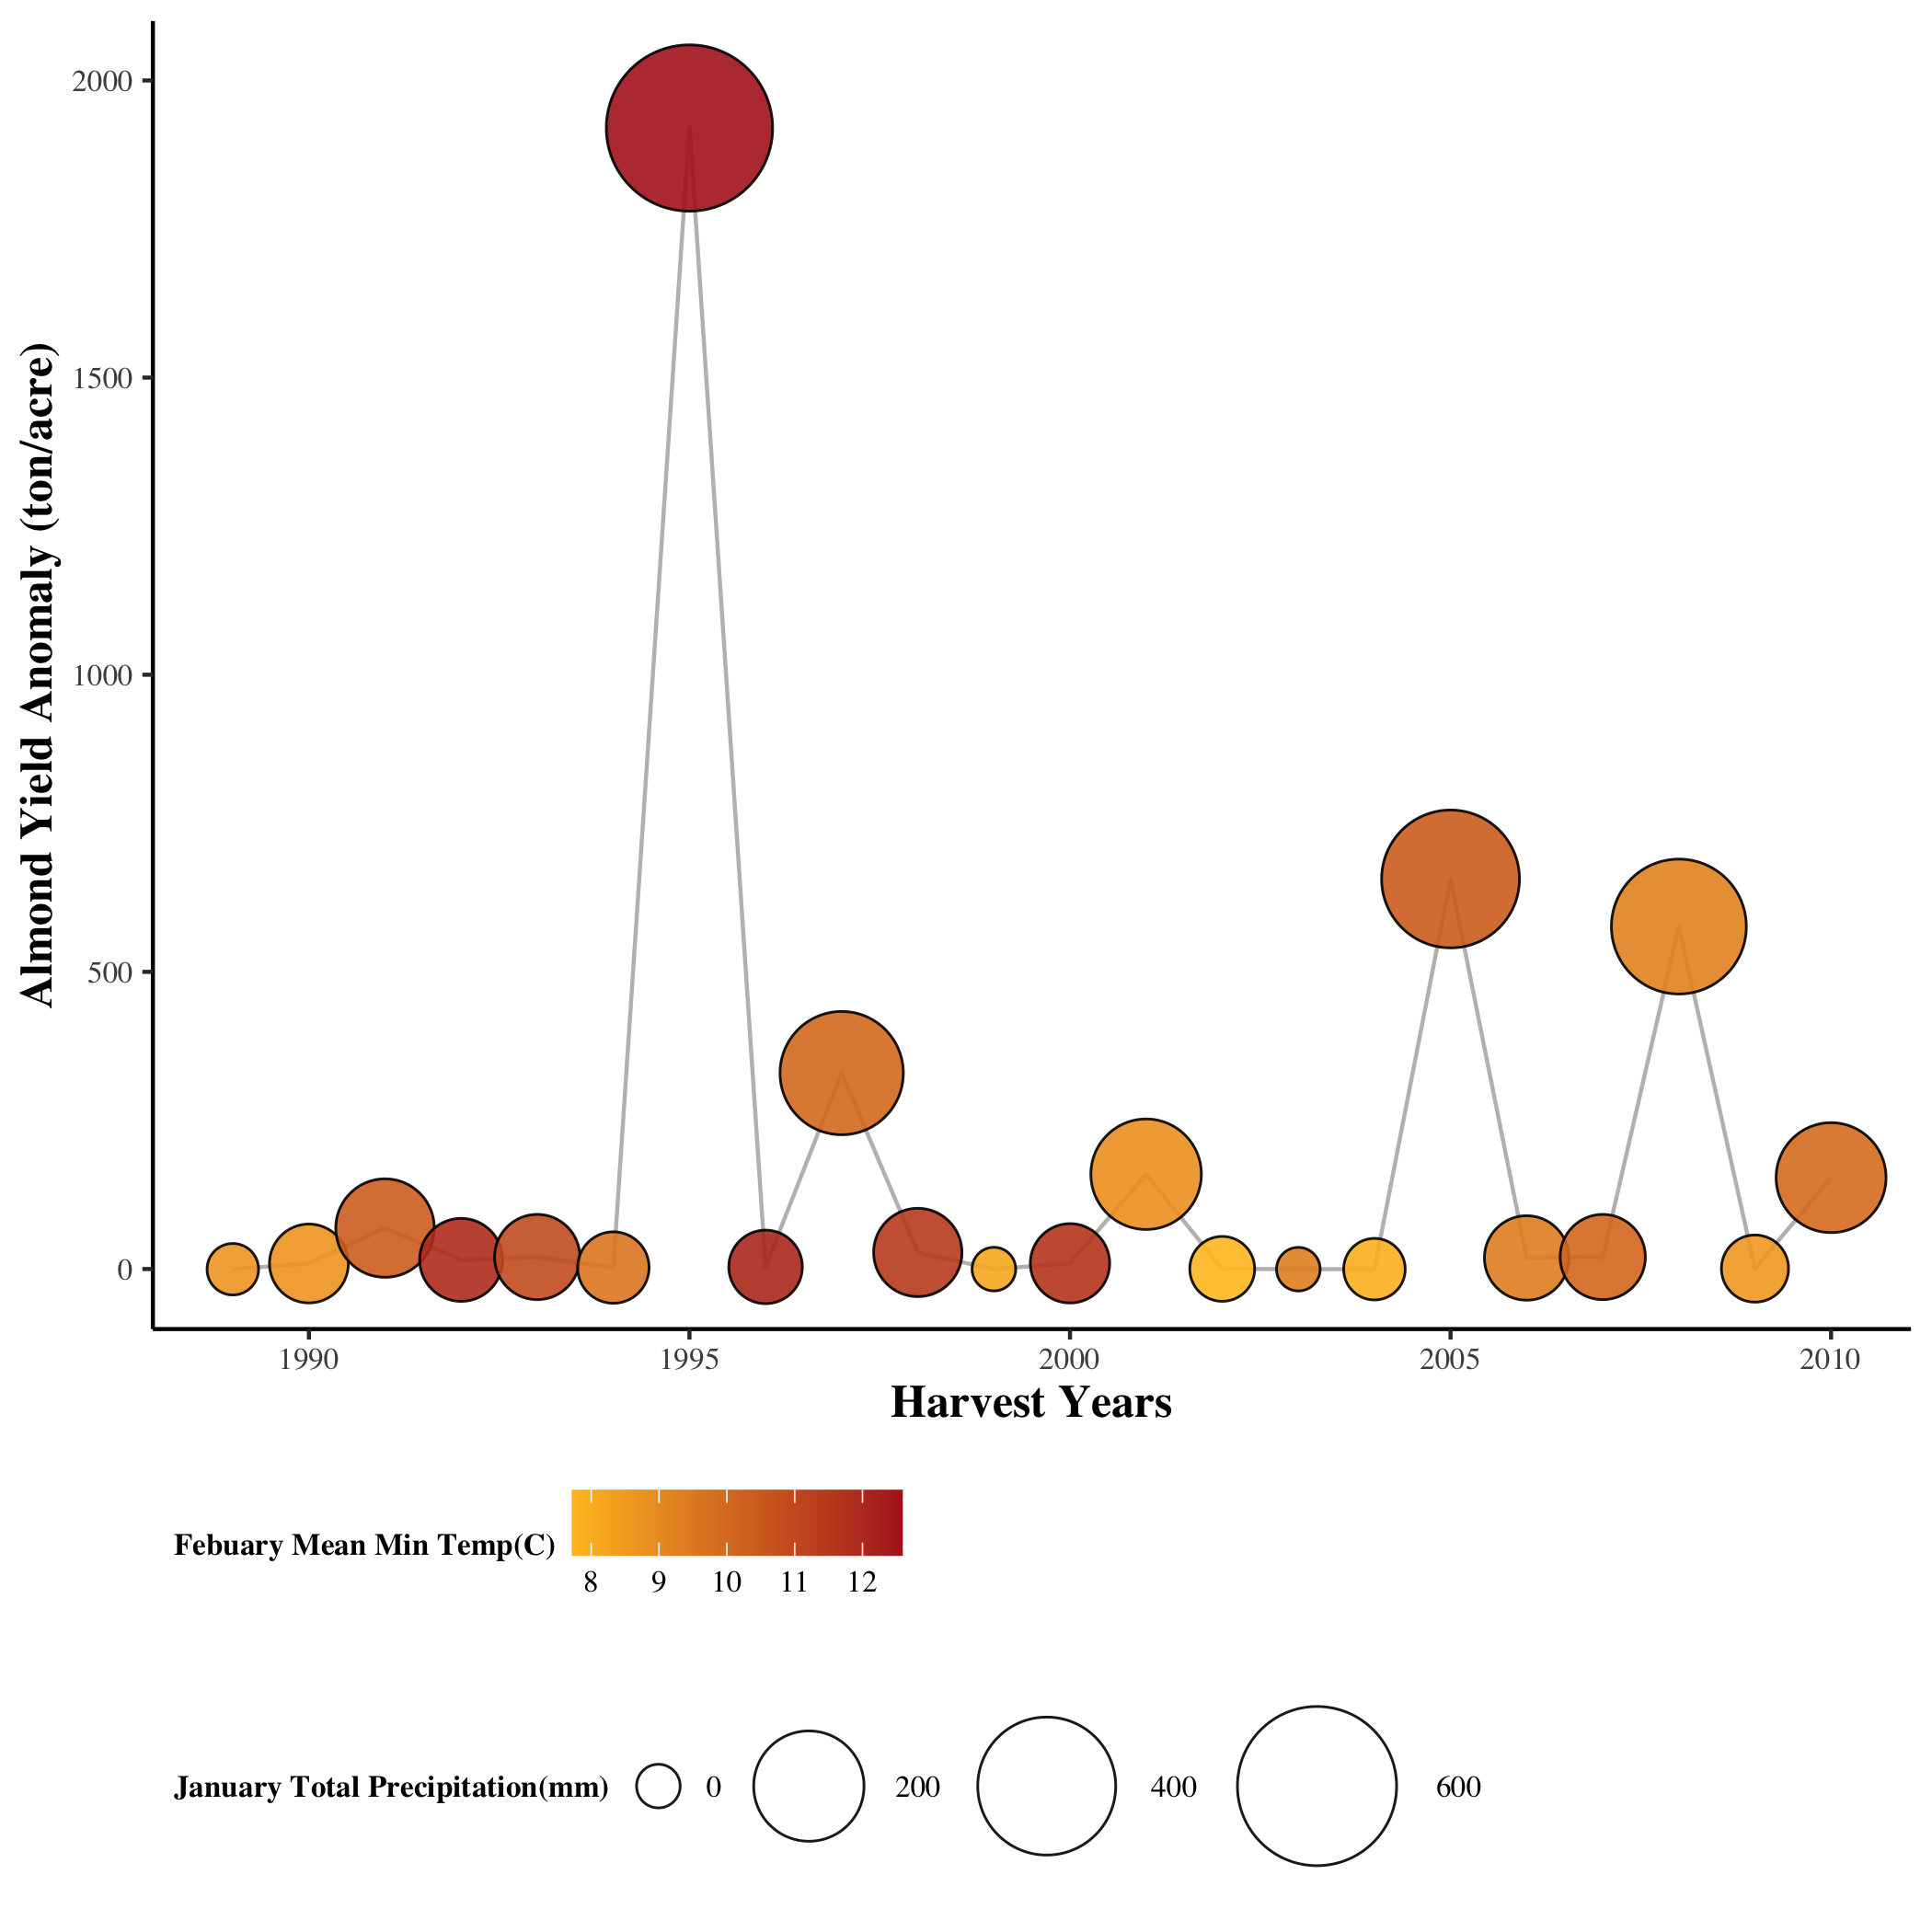 Almond Yield Anomaly (ton/acre)
2000
1500
1000
500
0
1990 1995 2000 2005 2010
Harvest Years
Febuary Mean Min Temp(C)
8 9 10 11 12
January Total Precipitation(mm) 0 200 400 600